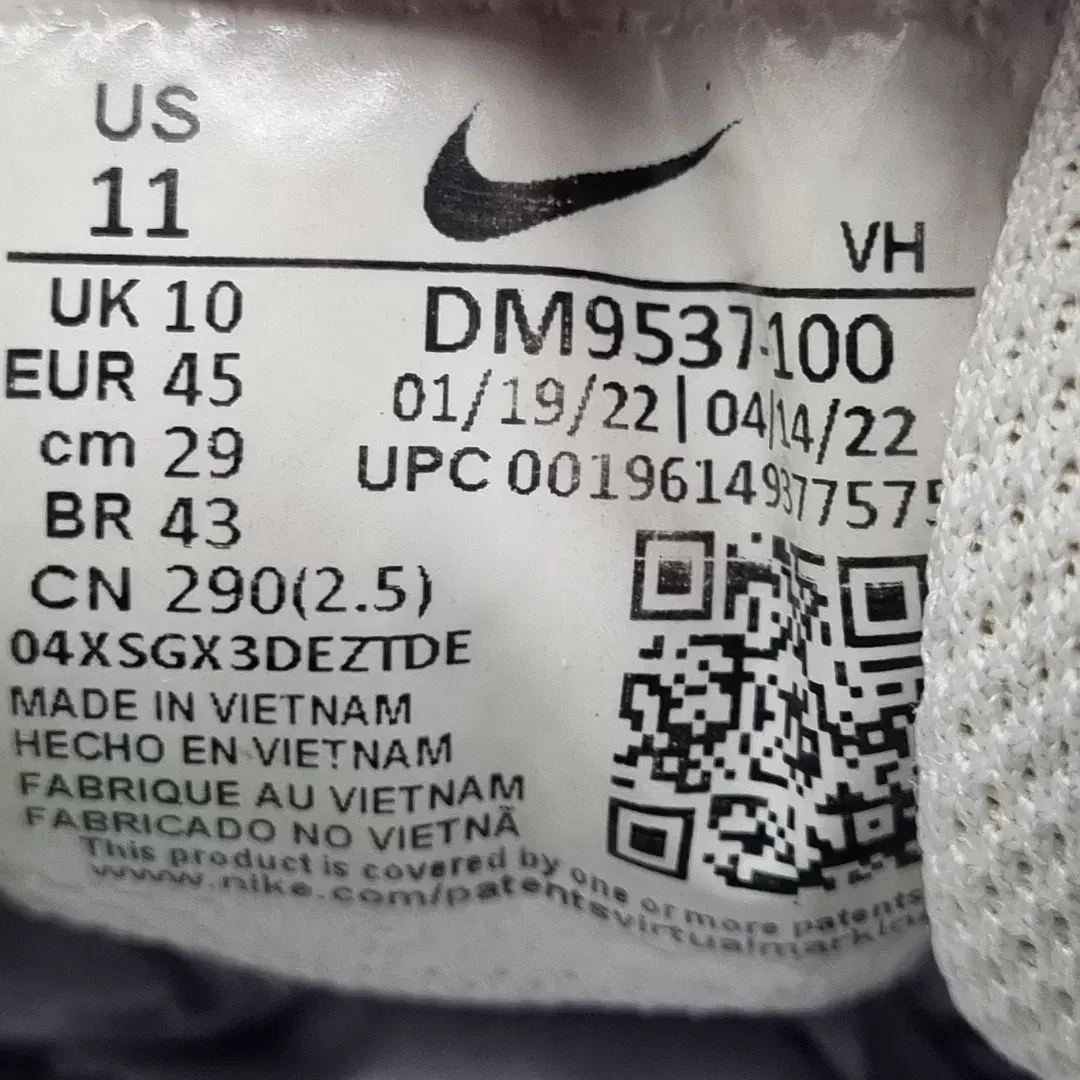 US
11
VH
UK 10
EUR 45
cm 29
BR 43
CN 290(2.5)
DM9537-100
01/19/22 | 04/14/22
UPC 00196149377575
04XSGX3DEZTDE
MADE IN VIETNAM
HECHO EN VIETNAM
FABRIQUE AU VIETNAM
FABRICADO NO VIETNÃ
This product is covered by one or more patents
www.nike.com/patentsvirtualmarking